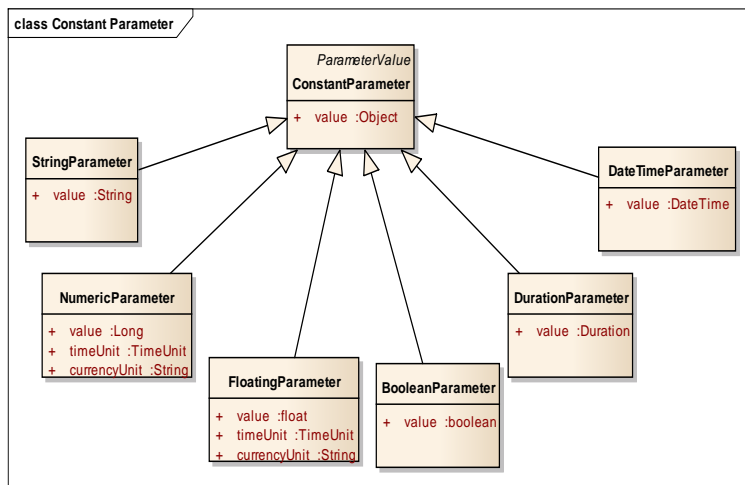 class Constant Parameter
ParameterValue
ConstantParameter
+ value :Object
StringParameter
+ value :String
DateTimeParameter
+ value :DateTime
NumericParameter
+ value :Long
+ timeUnit :TimeUnit
+ currencyUnit :String
DurationParameter
+ value :Duration
FloatingParameter
+ value :float
+ timeUnit :TimeUnit
+ currencyUnit :String
BooleanParameter
+ value :boolean